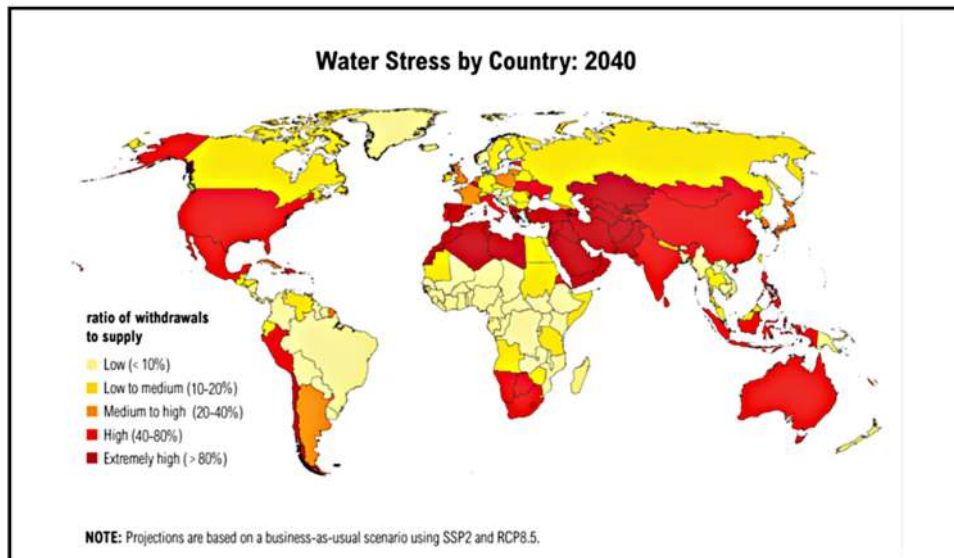 Water Stress by Country: 2040
ratio of withdrawals
to supply
Low (< 10%)
Low to medium (10-20%)
Medium to high (20-40%)
High (40-80%)
Extremely high (> 80%)
NOTE: Projections are based on a business-as-usual scenario using SSP2 and RCP8.5.